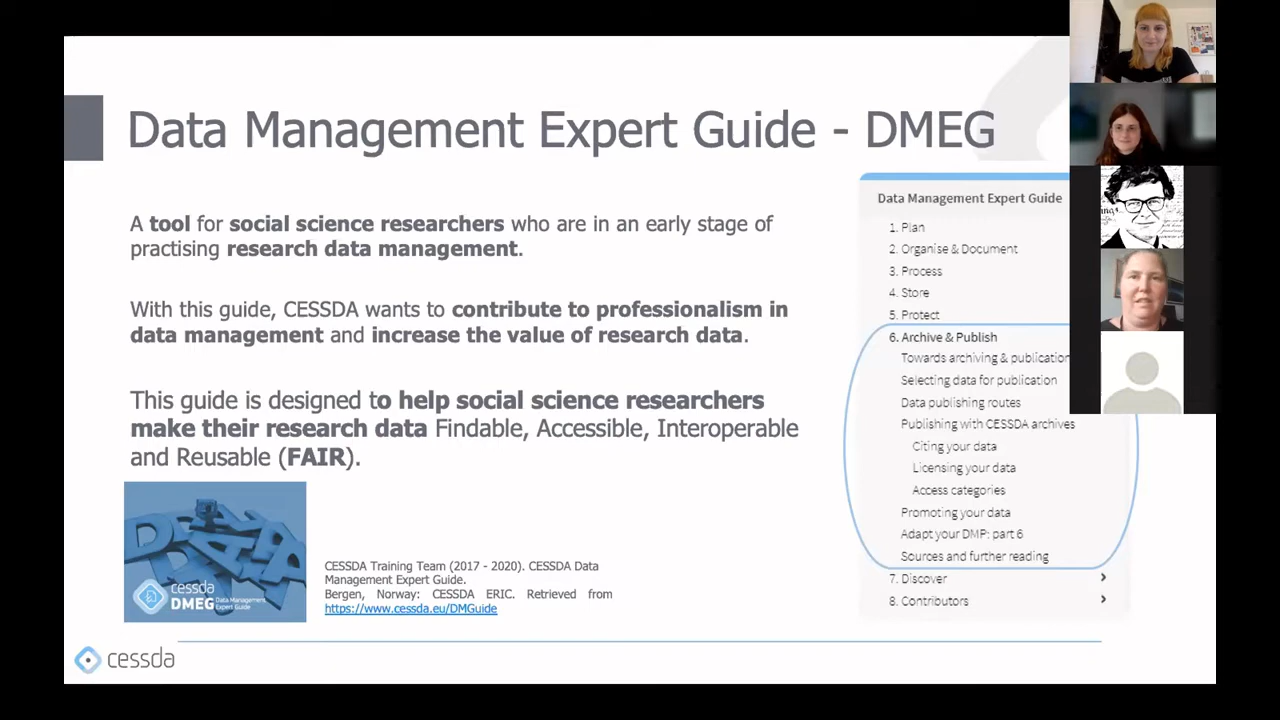 Data Management Expert Guide - DMEG
A tool for social science researchers who are in an early stage of
practising research data management.
With this guide, CESSDA wants to contribute to professionalism in
data management and increase the value of research data.
This guide is designed to help social science researchers
make their research data Findable, Accessible, Interoperable
and Reusable (FAIR).
cessda
DMEG Data Management
Expert Guide
CESSDA Training Team (2017 - 2020). CESSDA Data
Management Expert Guide.
Bergen, Norway: CESSDA ERIC. Retrieved from
https://www.cessda.eu/DMGuide
Data Management Expert Guide
1. Plan
2. Organise & Document
3. Process
4. Store
5. Protect
6. Archive & Publish
Towards archiving & publication
Selecting data for publication
Data publishing routes
Publishing with CESSDA archives
Citing your data
Licensing your data
Access categories
Promoting your data
Adapt your DMP: part 6
Sources and further reading
7. Discover
8. Contributors
cessda